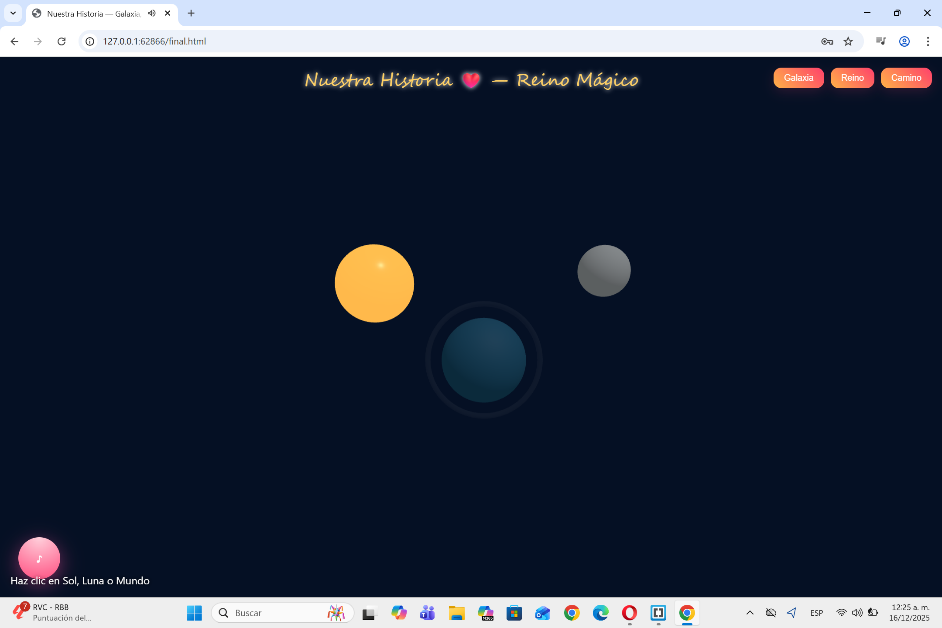 Nuestra Historia — Galaxia,
127.0.0.1:62866/final.html
Nuestra Historia 💔 — Reino Mágico
Galaxia
Reino
Camino
♪
Haz clic en Sol, Luna o Mundo
7
RVC - RBB
Puntuación del...
Buscar
ESP
12:25 a. m.
16/12/2025